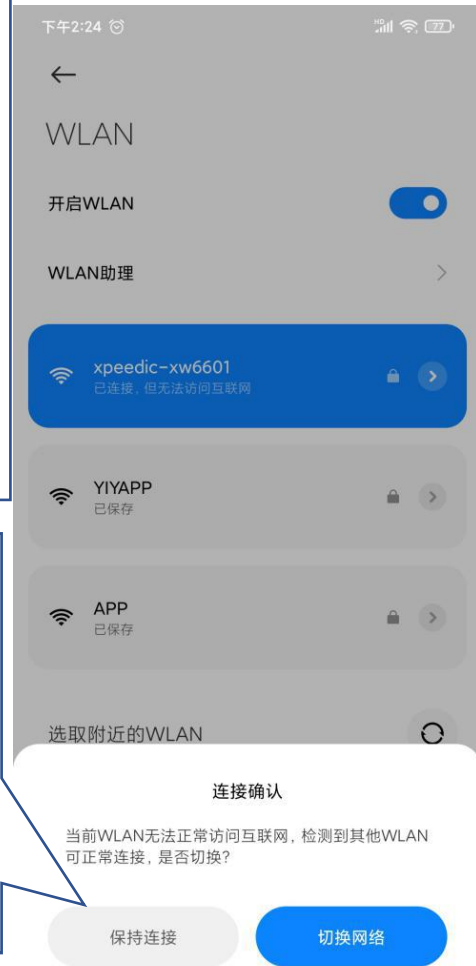 下午2:24
HD
77
WLAN
开启WLAN
WLAN助理
xpeedic-xw6601
已连接，但无法访问互联网
YIYAPP
已保存
APP
已保存
选取附近的WLAN
连接确认
当前WLAN无法正常访问互联网，检测到其他WLAN
可正常连接，是否切换？
保持连接
切换网络